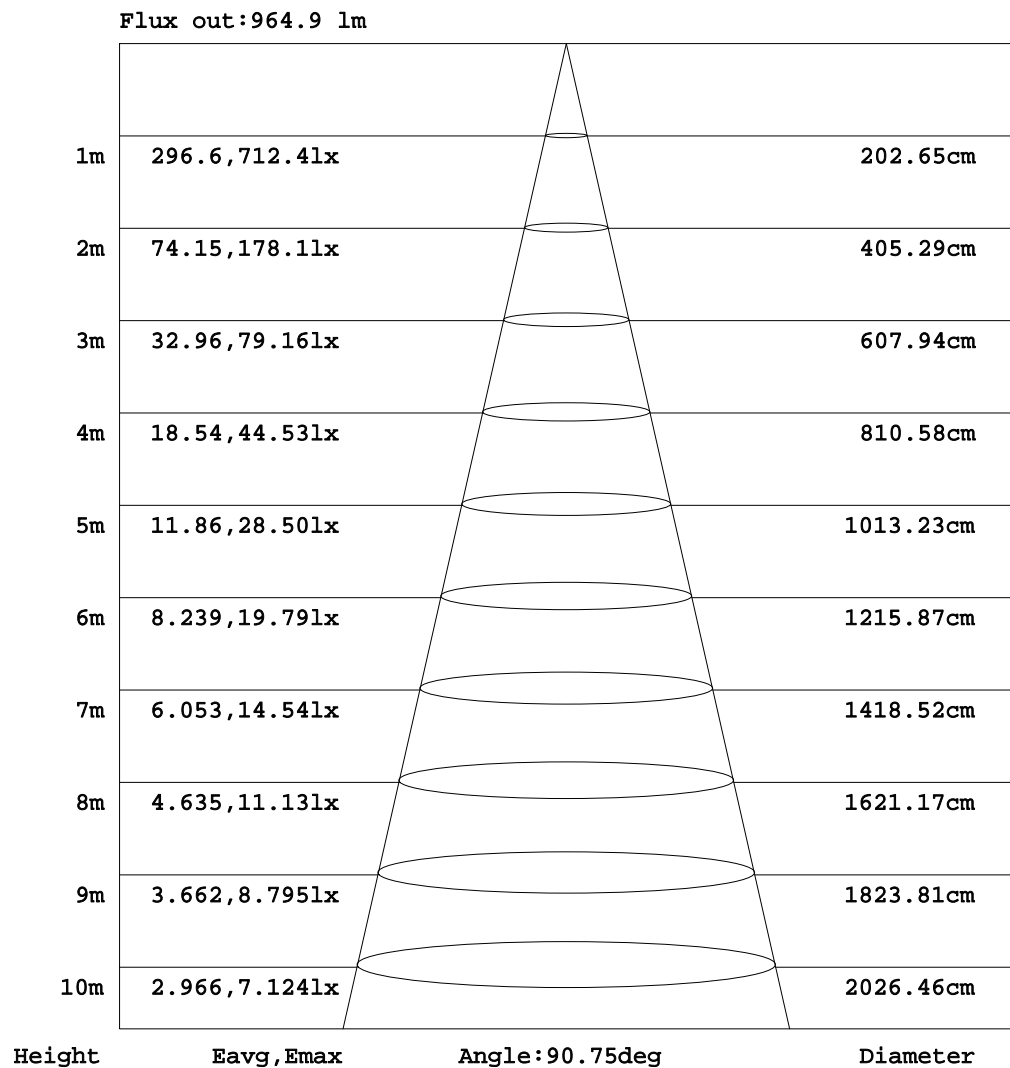 Flux out:964.9 lm
1m 296.6,712.4lx 202.65cm
2m 74.15,178.1lx 405.29cm
3m 32.96,79.16lx 607.94cm
4m 18.54,44.53lx 810.58cm
5m 11.86,28.50lx 1013.23cm
6m 8.239,19.79lx 1215.87cm
7m 6.053,14.54lx 1418.52cm
8m 4.635,11.13lx 1621.17cm
9m 3.662,8.795lx 1823.81cm
10m 2.966,7.124lx 2026.46cm
Height Eavg,Emax Angle:90.75deg Diameter